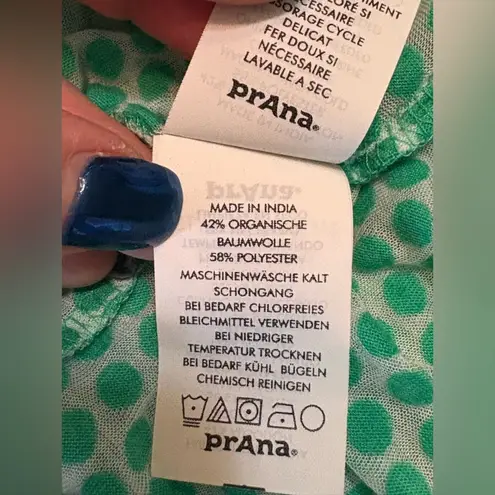 SI
NÉCESSAIRE
ESSORAGE CYCLE
DELICAT
FER DOUX SI
NÉCESSAIRE
LAVABLE A SEC
prAna®
prAna.
MADE IN INDIA
42% ORGANISCHE
BAUMWOLLE
58% POLYESTER
MASCHINENWÄSCHE KALT
SCHONGANG
BEI BEDARF CHLORFREIES
BLEICHMITTEL VERWENDEN
BEI NIEDRIGER
TEMPERATUR TROCKNEN
BEI BEDARF KÜHL BÜGELN
CHEMISCH REINIGEN
prAna®